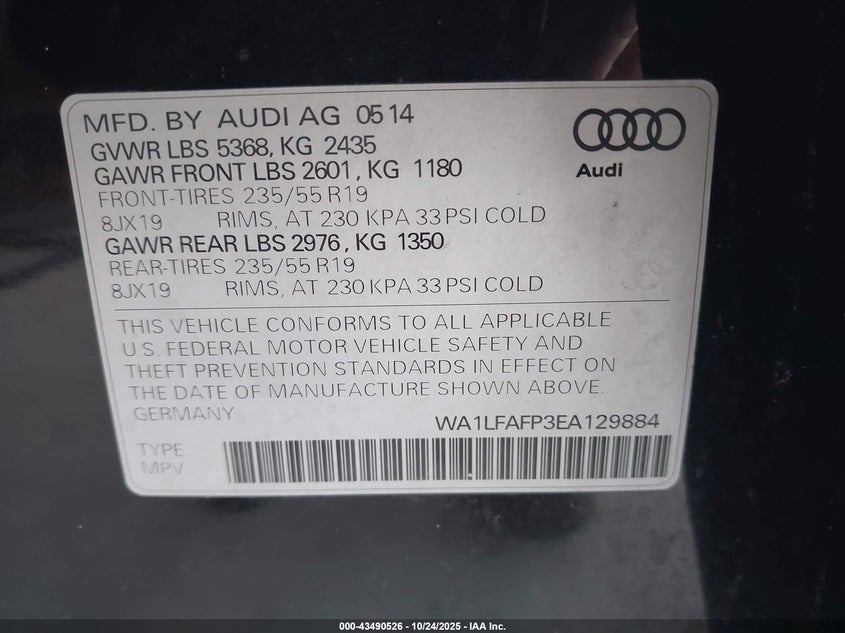 MFD. BY AUDI AG 05 14
GVWR LBS 5368, KG 2435
GAWR FRONT LBS 2601, KG 1180
FRONT-TIRES 235/55 R19
8JX19 RIMS, AT 230 KPA 33 PSI COLD
GAWR REAR LBS 2976, KG 1350
REAR-TIRES 235/55 R19
8JX19 RIMS, AT 230 KPA 33 PSI COLD
Audi
THIS VEHICLE CONFORMS TO ALL APPLICABLE
U.S. FEDERAL MOTOR VEHICLE SAFETY AND
THEFT PREVENTION STANDARDS IN EFFECT ON
THE DATE OF MANUFACTURE SHOWN ABOVE.
GERMANY
WA1LFAFP3EA129884
TYPE
MPV
000-43490526 - 10/24/2025 - IAA Inc.